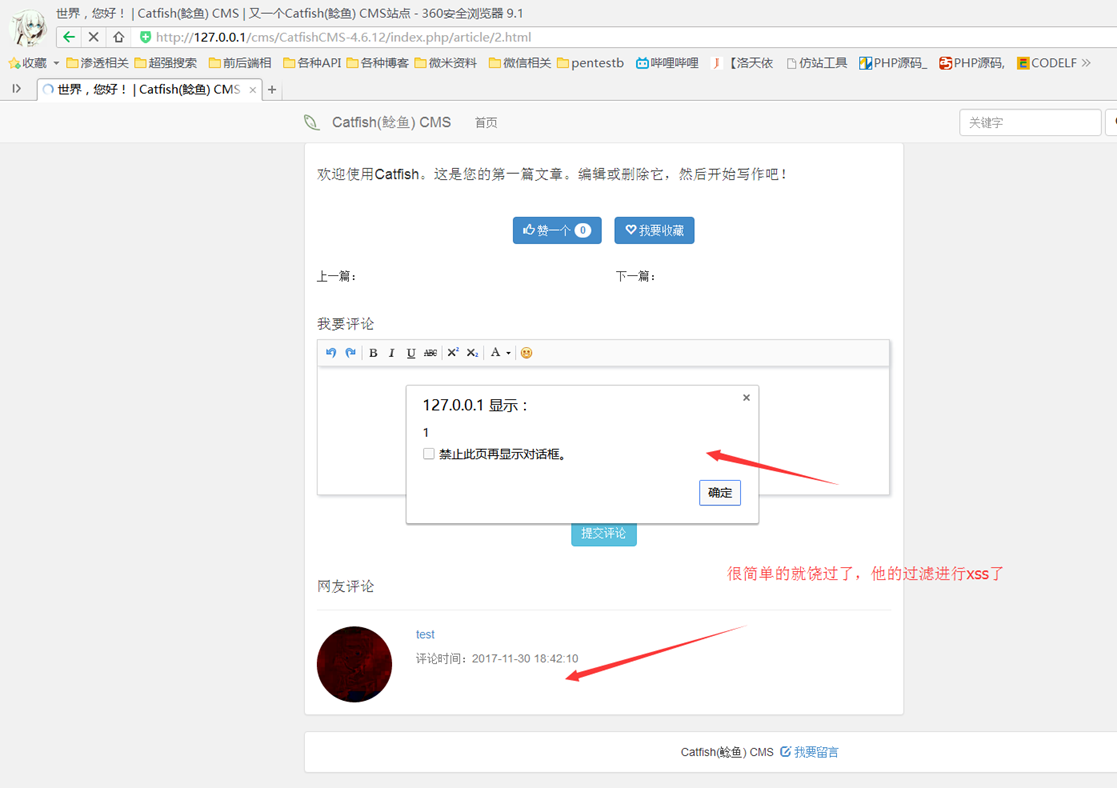 世界，您好！ | Catfish(鲶鱼) CMS | 又一个Catfish(鲶鱼) CMS站点 - 360安全浏览器 9.1
http://127.0.0.1/cms/CatfishCMS-4.6.12/index.php/article/2.html
收藏 渗透相关 超强搜索 前后端相 各种API 各种博客 微米资料 微信相关 pentestb 哔哩哔哩 【洛天依 仿站工具 PHP源码_ PHP源码, CODELF »
世界，您好！ | Catfish(鲶鱼) CMS × +
Catfish(鲶鱼) CMS 首页 关键字
欢迎使用Catfish。这是您的第一篇文章。编辑或删除它，然后开始写作吧！
赞一个 0 我要收藏
上一篇： 下一篇：
我要评论
B I U ABC X² X₂ A
127.0.0.1 显示： ×
1
禁止此页再显示对话框。
确定
提交评论
很简单的就饶过了，他的过滤进行xss了
网友评论
test
评论时间：2017-11-30 18:42:10
Catfish(鲶鱼) CMS 我要留言